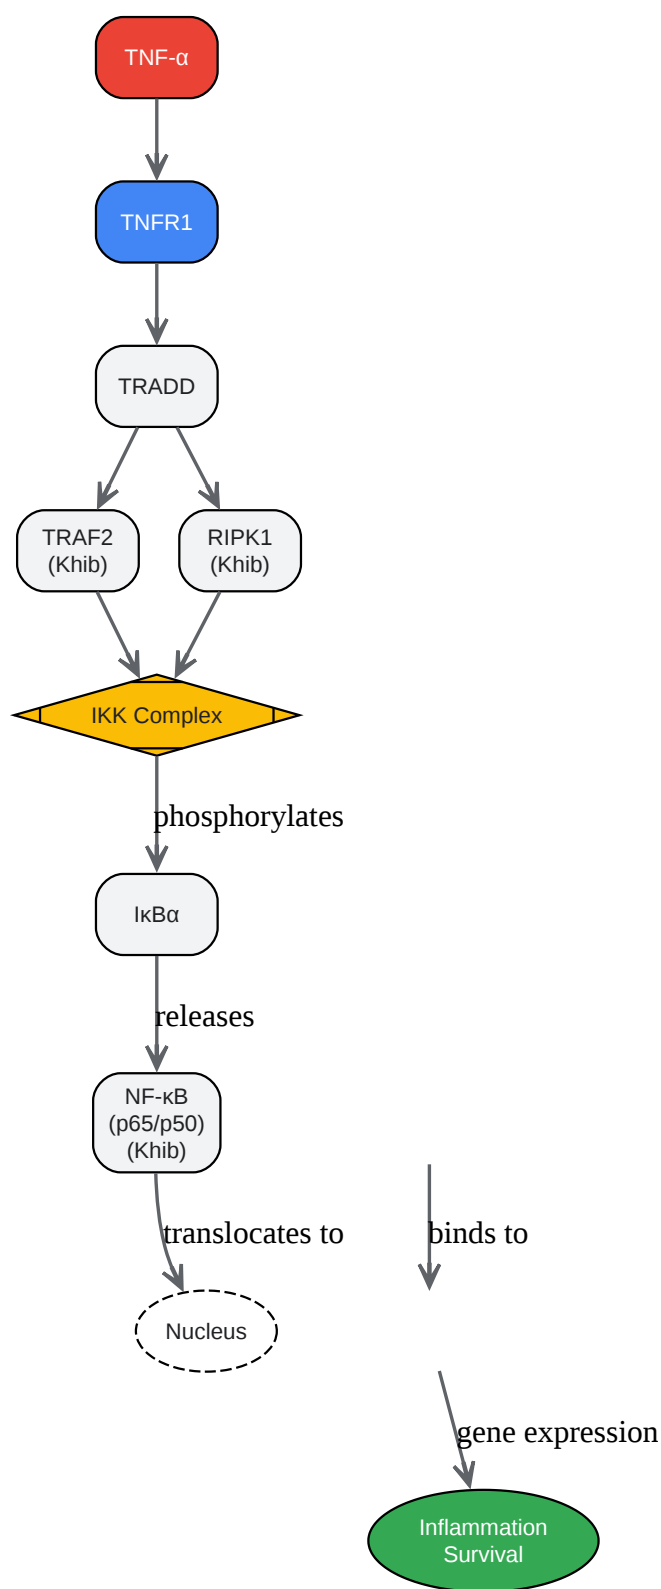 TNF-α
TNFR1
TRADD
TRAF2
(Khib)
RIPK1
(Khib)
IKK Complex
phosphorylates
IκBα
releases
NF-κB
(p65/p50)
(Khib)
translocates to
binds to
Nucleus
gene expression
Inflammation
Survival